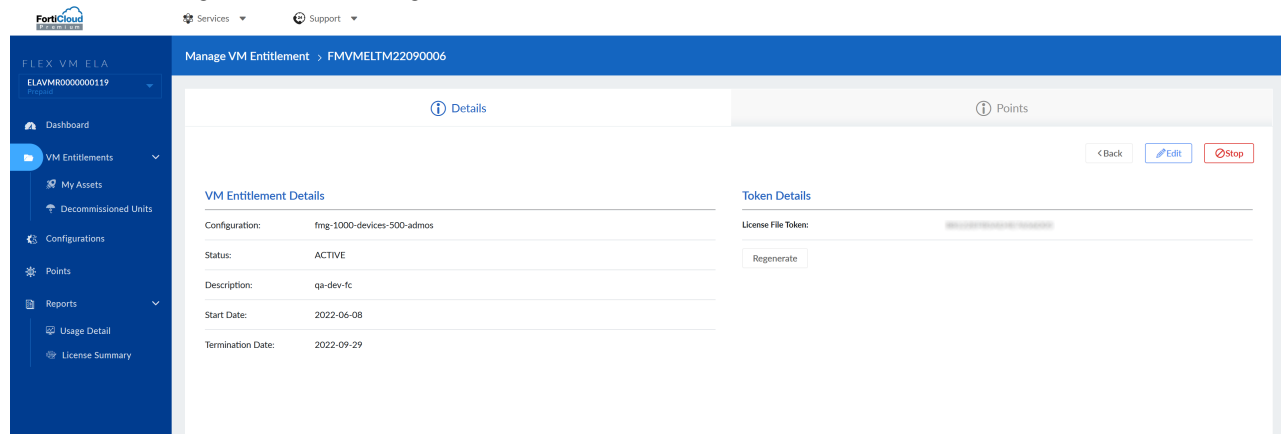 FortiCloud
Premium
Services
Support
FLEX VM ELA
ELAVMR0000000119
Prepaid
Dashboard
VM Entitlements
My Assets
Decommissioned Units
Configurations
Points
Reports
Usage Detail
License Summary
Manage VM Entitlement > FMVMELTM22090006
Details
Points
< Back
Edit
Stop
VM Entitlement Details
Configuration: fmg-1000-devices-500-admos
Status: ACTIVE
Description: qa-dev-fc
Start Date: 2022-06-08
Termination Date: 2022-09-29
Token Details
License File Token:
Regenerate